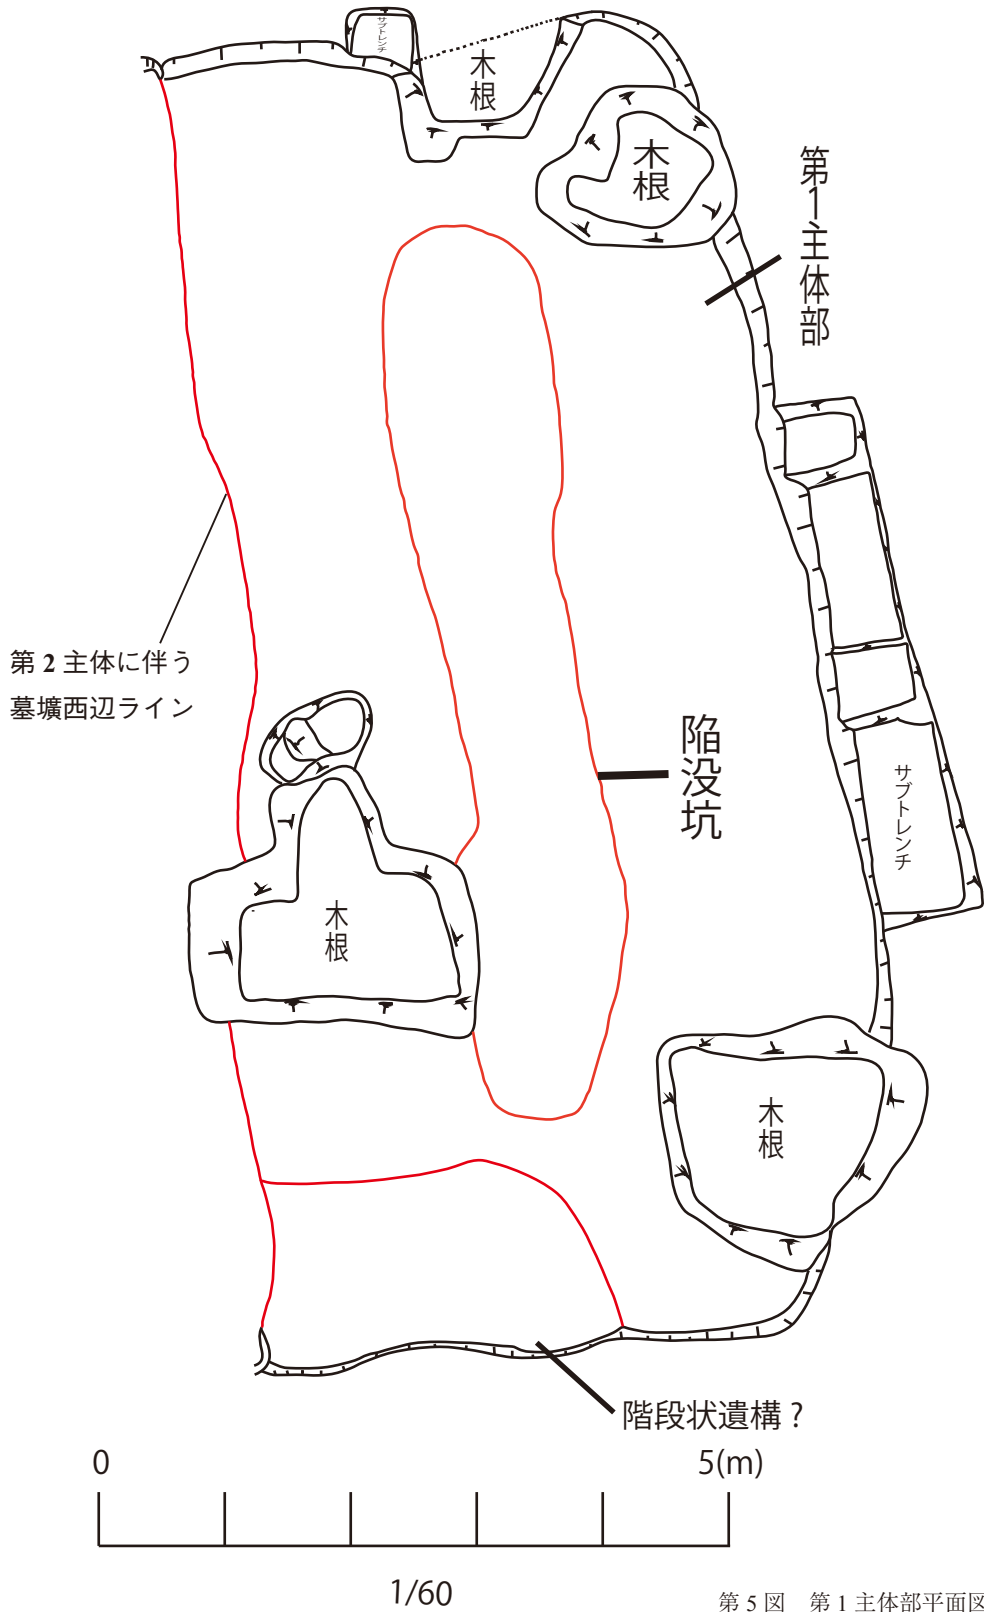 サブトレンチ
木根
木根
第1主体部
第2主体に伴う
墓壙西辺ライン
陥没坑
サブトレンチ
木根
木根
階段状遺構?
0
5(m)
1/60
第5図 第1主体部平面図